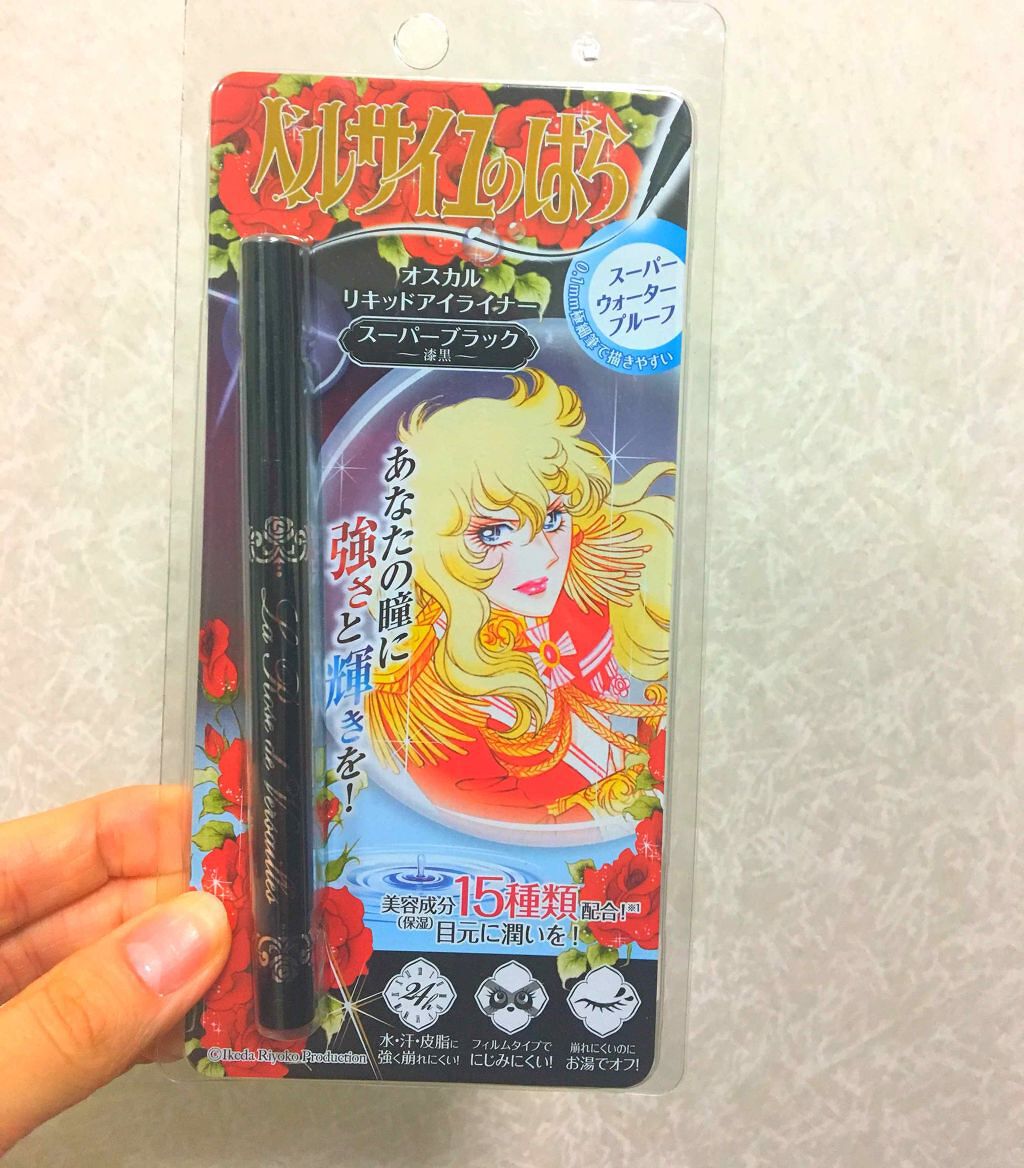 ベルサイユのばら
オスカル
リキッドアイライナー
スーパーブラック
漆黒
スーパー
ウォーター
プルーフ
0.1mm極細筆で描きやすい
あなたの瞳に
強さと輝きを！
La Rose de Versailles
美容成分15種類配合！※1
(保湿)
目元に潤いを！
24h
水・汗・皮脂に
強く崩れにくい！
フィルムタイプで
にじみにくい！
崩れにくいのに
お湯でオフ！
©Ikeda Riyoko Production